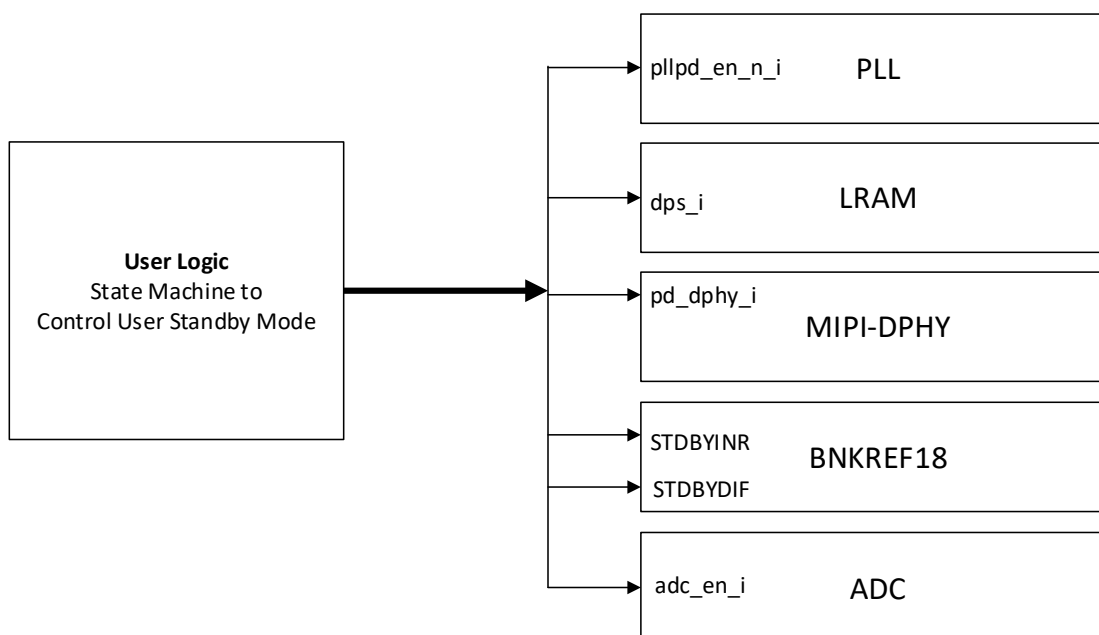 User Logic
State Machine to
Control User Standby Mode
pllpd_en_n_i
PLL
dps_i
LRAM
pd_dphy_i
MIPI-DPHY
STDBYINR
BNKREF18
STDBYDIF
adc_en_i
ADC